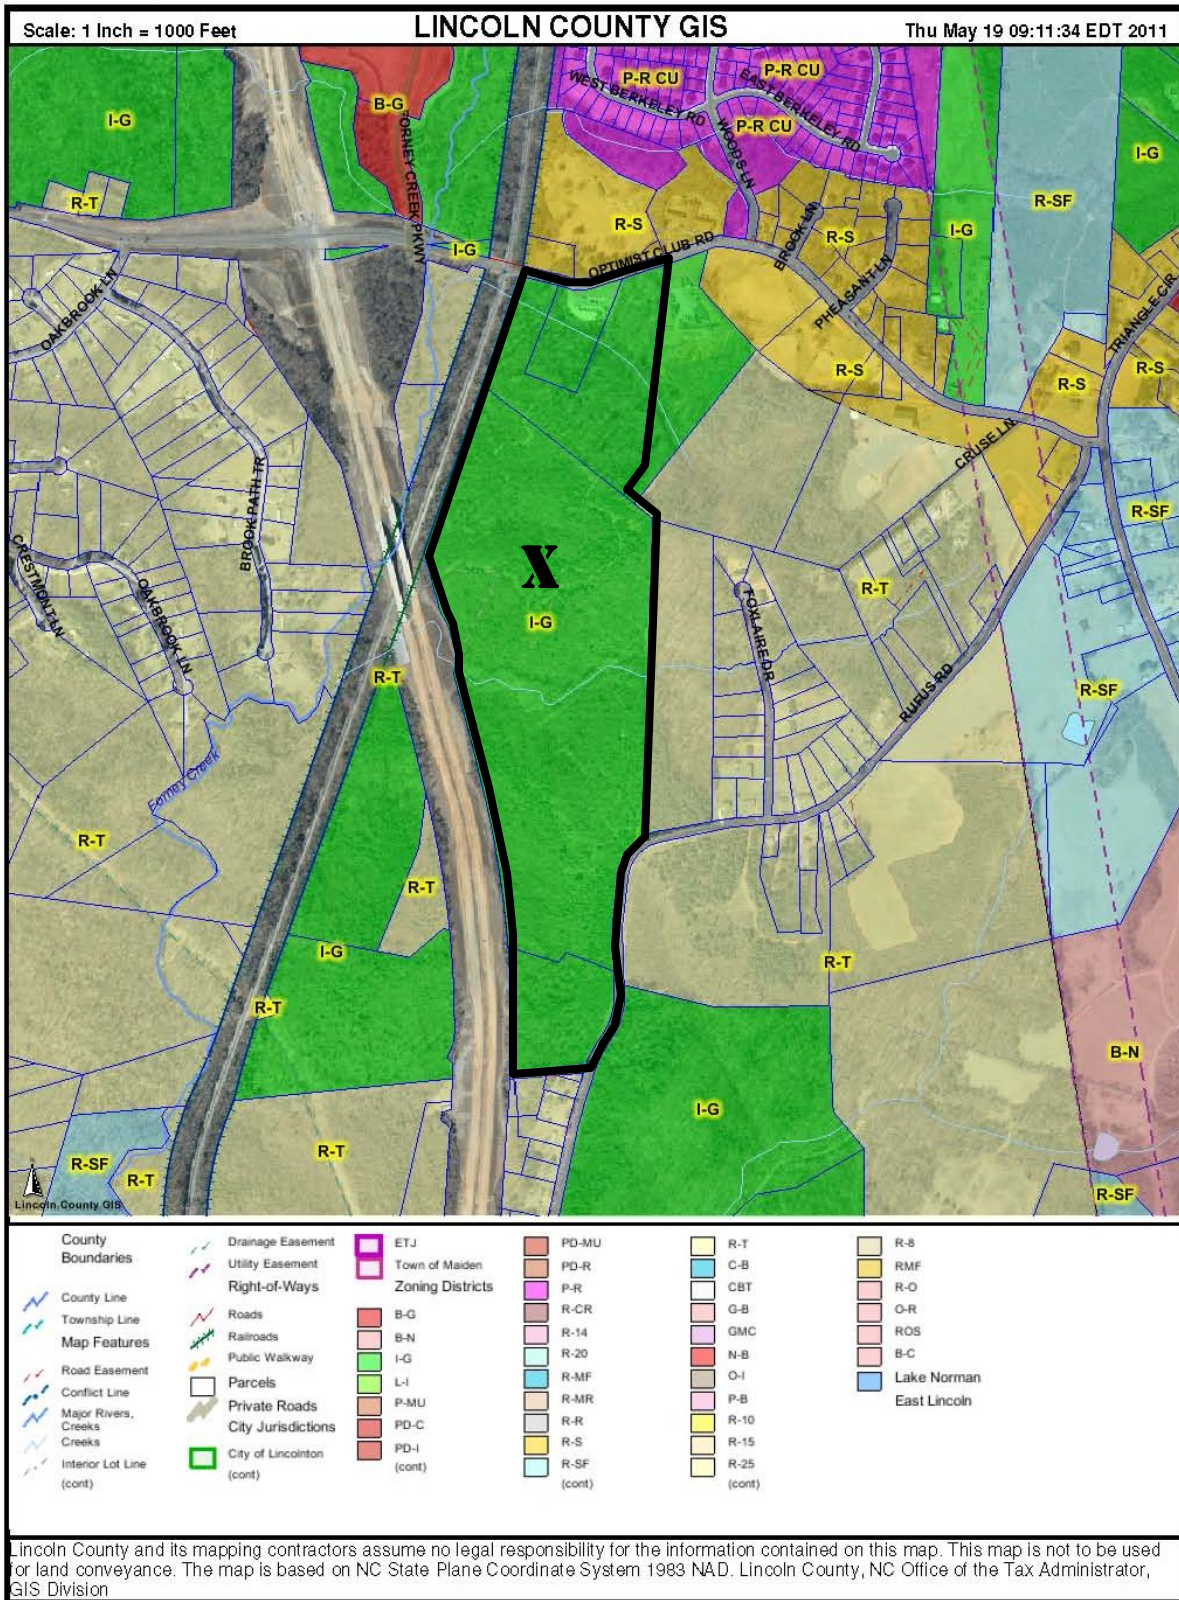 Scale: 1 Inch = 1000 Feet
LINCOLN COUNTY GIS
Thu May 19 09:11:34 EDT 2011
P-R CU
P-R CU
WEST BERKELEY RD
EAST BERKELEY RD
B-G
I-G
P-R CU
WOODS LN
I-G
ORNEY CREEK PKWY
R-T
R-SF
R-S
I-G
BROCK LN
R-S
OPTIMIST CLUB RD
I-G
PHEASANT LN
OAKBROOK LN
TRIANGLE CIR
R-S
R-S
R-S
CRUSE LN
BROOK PATH TR
R-SF
CRESTMONT LN
X
OAKBROOK LN
R-T
FOXLAIRE DR
I-G
R-T
RUFUS RD
R-SF
Forney Creek
R-T
R-T
I-G
R-T
R-T
B-N
I-G
R-T
R-SF
R-T
R-SF
Lincoln County GIS
County
Boundaries
County Line
Township Line
Map Features
Road Easement
Conflict Line
Major Rivers,
Creeks
Creeks
Interior Lot Line
(cont)
Drainage Easement
Utility Easement
Right-of-Ways
Roads
Railroads
Public Walkway
Parcels
Private Roads
City Jurisdictions
City of Lincolnton
(cont)
ETJ
Town of Maiden
Zoning Districts
B-G
B-N
I-G
L-I
P-MU
PD-C
PD-I
(cont)
PD-MU
PD-R
P-R
R-CR
R-14
R-20
R-MF
R-MR
R-R
R-S
R-SF
(cont)
R-T
C-B
CBT
G-B
GMC
N-B
O-I
P-B
R-10
R-15
R-25
(cont)
R-8
RMF
R-O
O-R
ROS
B-C
Lake Norman
East Lincoln
Lincoln County and its mapping contractors assume no legal responsibility for the information contained on this map. This map is not to be used
for land conveyance. The map is based on NC State Plane Coordinate System 1983 NAD. Lincoln County, NC Office of the Tax Administrator,
GIS Division